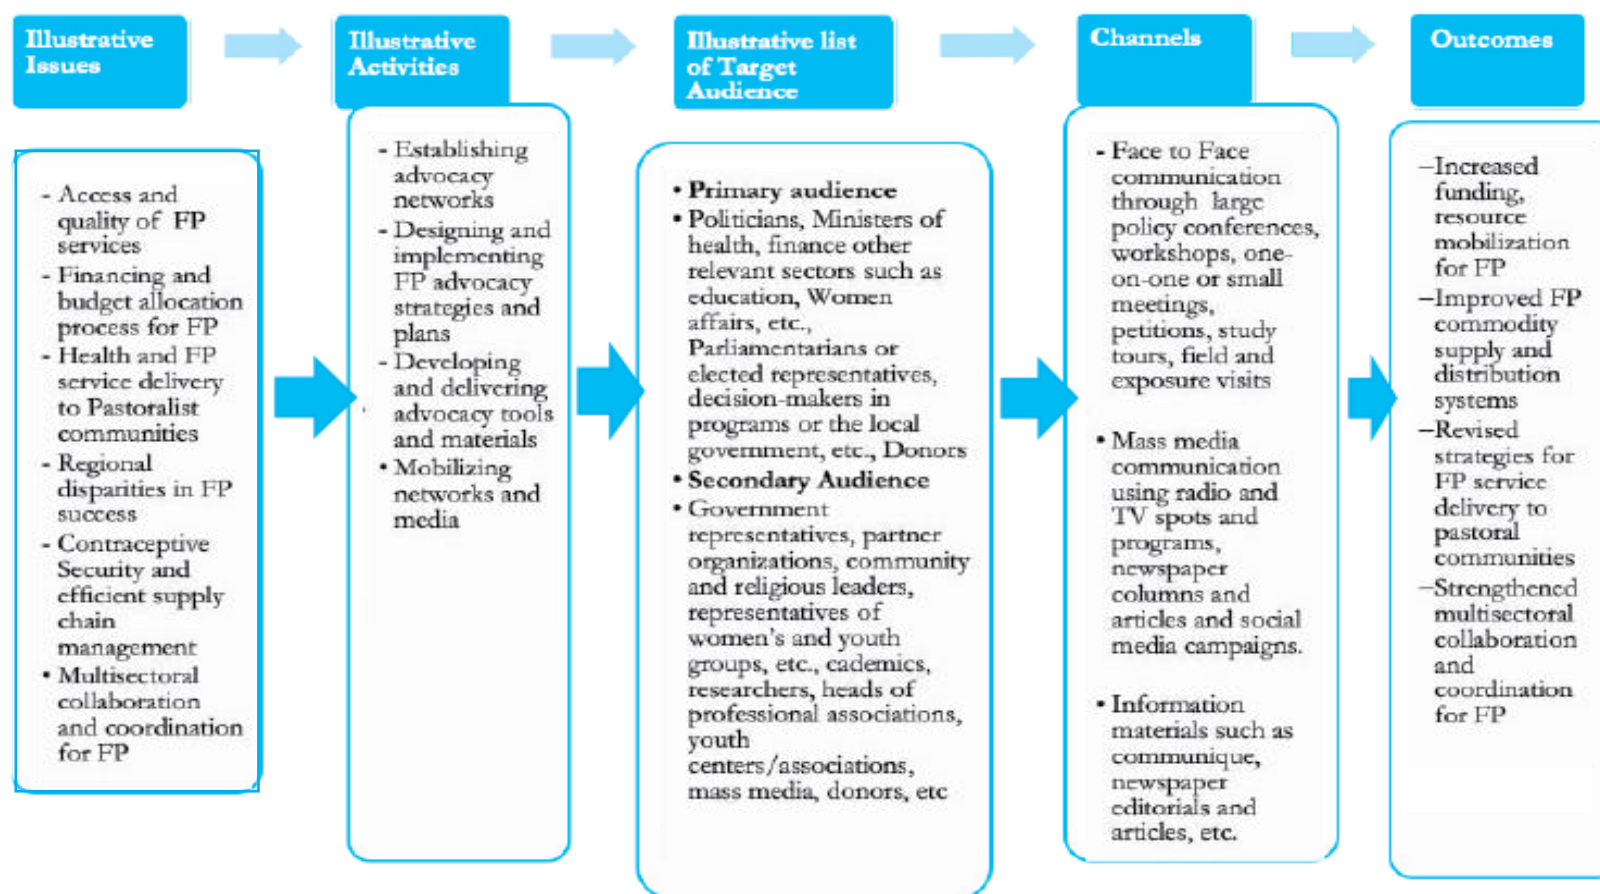 Illustrative
Issues
Illustrative
Activities
Illustrative list
of Target
Audience
Channels
Outcomes
- Access and
quality of FP
services
- Financing and
budget allocation
process for FP
- Health and FP
service delivery
to Pastoralist
communities
- Regional
disparities in FP
success
- Contraceptive
Security and
efficient supply
chain
management
• Multisectoral
collaboration
and coordination
for FP
- Establishing
advocacy
networks
- Designing and
implementing
FP advocacy
strategies and
plans
- Developing
and delivering
advocacy tools
and materials
• Mobilizing
networks and
media
• Primary audience
• Politicians, Ministers of
health, finance other
relevant sectors such as
education, Women
affairs, etc.,
Parliamentarians or
elected representatives,
decision-makers in
programs or the local
government, etc., Donors
• Secondary Audience
• Government
representatives, partner
organizations, community
and religious leaders,
representatives of
women's and youth
groups, etc., cademics,
researchers, heads of
professional associations,
youth
centers/associations,
mass media, donors, etc
- Face to Face
communication
through large
policy conferences,
workshops, one-
on-one or small
meetings,
petitions, study
tours, field and
exposure visits
• Mass media
communication
using radio and
TV spots and
programs,
newspaper
columns and
articles and social
media campaigns.
• Information
materials such as
communique,
newspaper
editorials and
articles, etc.
–Increased
funding,
resource
mobilization
for FP
–Improved FP
commodity
supply and
distribution
systems
–Revised
strategies for
FP service
delivery to
pastoral
communities
–Strengthened
multisectoral
collaboration
and
coordination
for FP